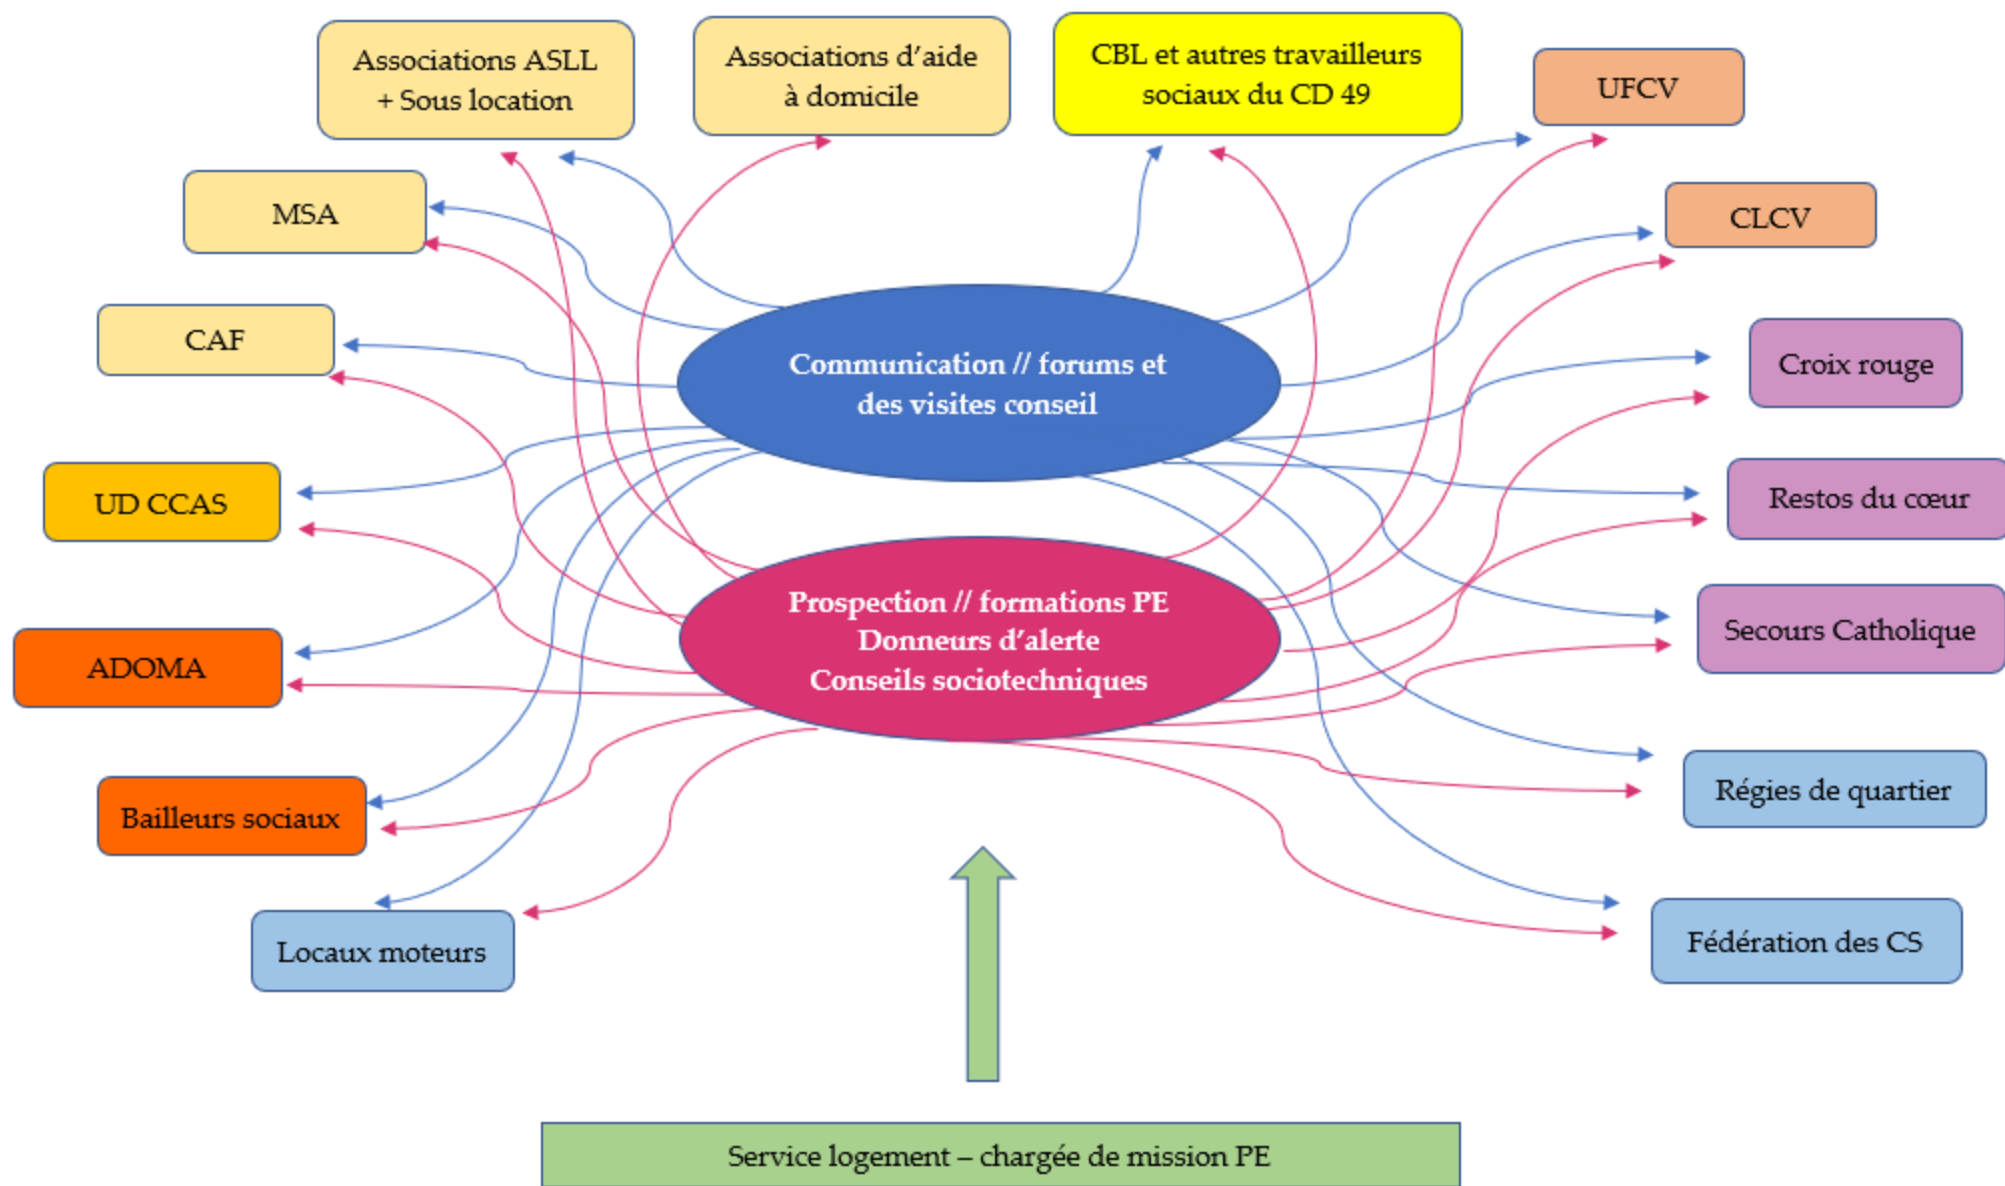 Associations ASLL
+ Sous location
Associations d’aide
à domicile
CBL et autres travailleurs
sociaux du CD 49
UFCV
MSA
CLCV
CAF
Communication // forums et
des visites conseil
Croix rouge
UD CCAS
Restos du cœur
Prospection // formations PE
Donneurs d’alerte
Conseils sociotechniques
Secours Catholique
ADOMA
Bailleurs sociaux
Régies de quartier
Locaux moteurs
Fédération des CS
Service logement – chargée de mission PE